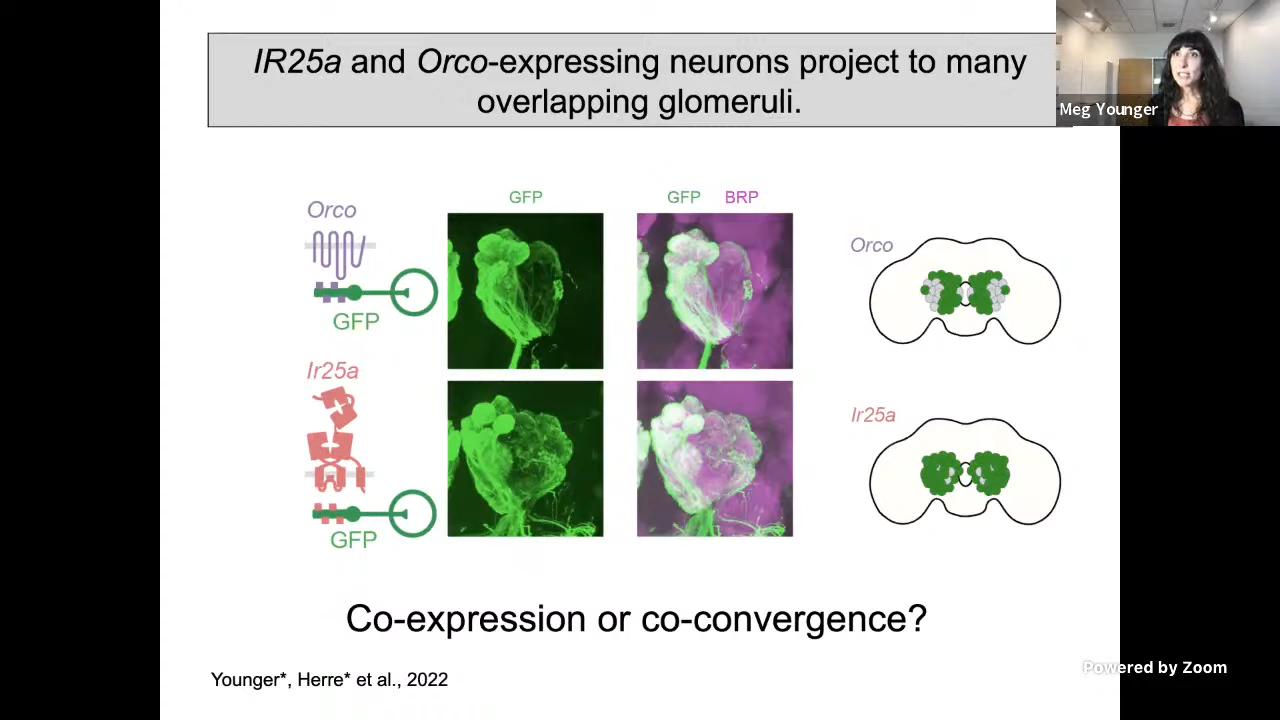 IR25a and Orco-expressing neurons project to many
overlapping glomeruli.
Meg Younger
GFP
GFP BRP
Orco
GFP
Orco
Ir25a
GFP
Ir25a
Co-expression or co-convergence?
Younger*, Herre* et al., 2022
Powered by Zoom